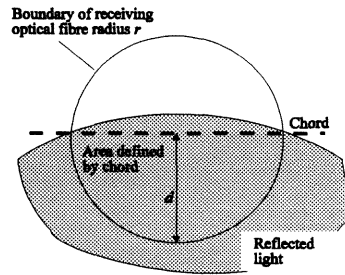 Boundary of receiving
optical fibre radius r
Chord
Area defined
by chord
d
Reflected
light